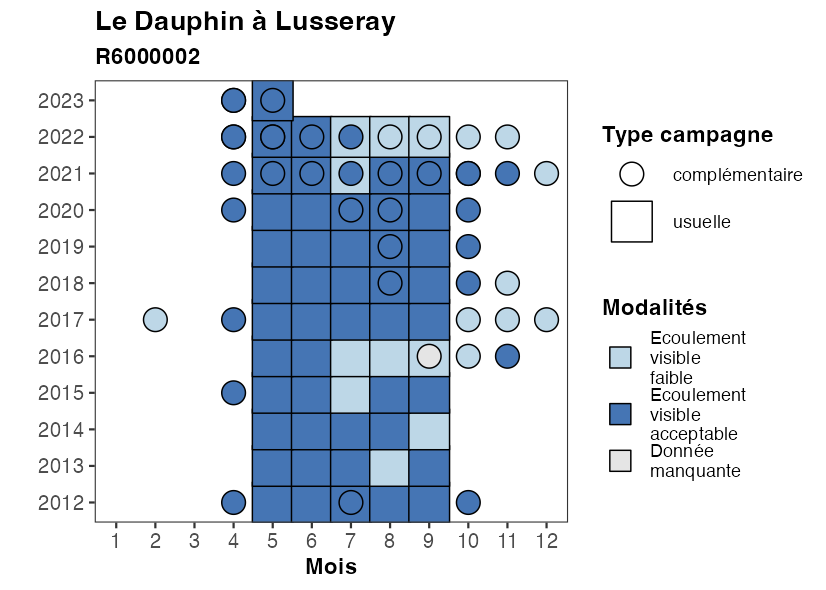 Le Dauphin à Lusseray
R6000002
2023
2022
2021
2020
2019
2018
2017
2016
2015
2014
2013
2012
1 2 3 4 5 6 7 8 9 10 11 12
Mois
Type campagne
complémentaire
usuelle
Modalités
Ecoulement
visible
faible
Ecoulement
visible
acceptable
Donnée
manquante